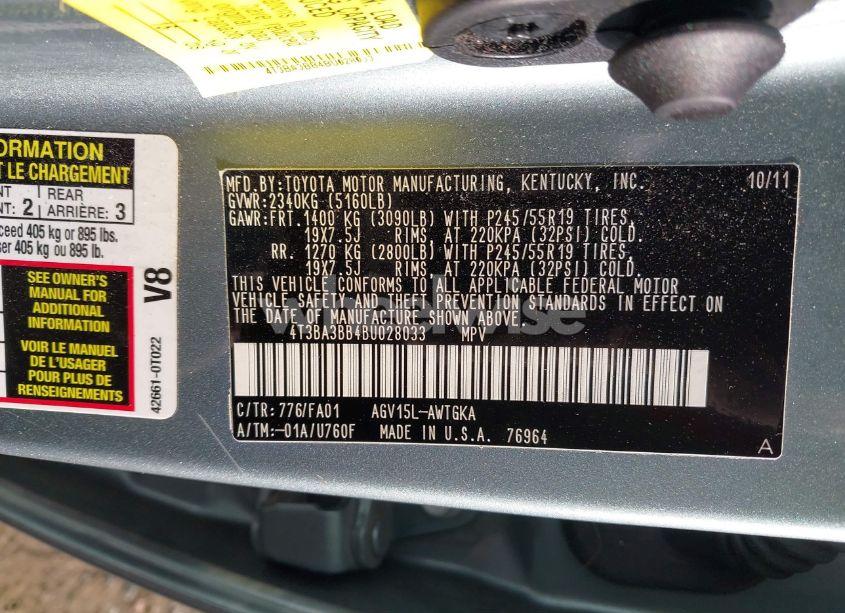 4T3BA3BB4BU028033
ORMATION
T LE CHARGEMENT
NT REAR
NT: 2 ARRIÈRE: 3
ceed 405 kg or 895 lbs.
ser 405 kg ou 895 lb.
SEE OWNER'S
MANUAL FOR
ADDITIONAL
INFORMATION
VOIR LE MANUEL
DE L'USAGER
POUR PLUS DE
RENSEIGNEMENTS
V8
42661-0T022
MFD.BY:TOYOTA MOTOR MANUFACTURING, KENTUCKY, INC. 10/11
GVWR:2340KG (5160LB)
GAWR:FRT.1400 KG (3090LB) WITH P245/55R19 TIRES,
19X7.5J RIMS, AT 220KPA (32PSI) COLD.
RR. 1270 KG (2800LB) WITH P245/55R19 TIRES,
19X7.5J RIMS, AT 220KPA (32PSI) COLD.
THIS VEHICLE CONFORMS TO ALL APPLICABLE FEDERAL MOTOR
VEHICLE SAFETY AND THEFT PREVENTION STANDARDS IN EFFECT ON
THE DATE OF MANUFACTURE SHOWN ABOVE.
4T3BA3BB4BU028033 MPV
wheelwise
C/TR:776/FA01 AGV15L-AWTGKA
A/TM:-01A/U760F MADE IN U.S.A. 76964
A